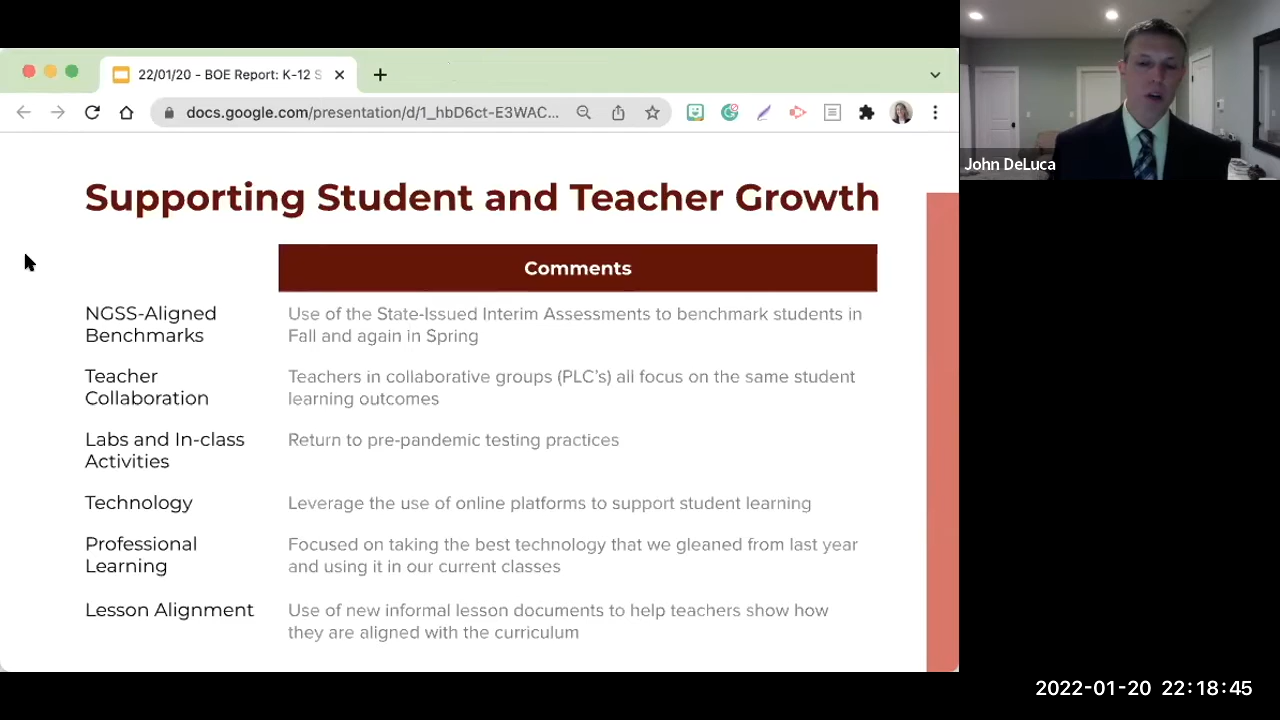 22/01/20 - BOE Report: K-12 S
docs.google.com/presentation/d/1_hbD6ct-E3WAC...
John DeLuca
Supporting Student and Teacher Growth
Comments
NGSS-Aligned
Benchmarks
Use of the State-Issued Interim Assessments to benchmark students in
Fall and again in Spring
Teacher
Collaboration
Teachers in collaborative groups (PLC's) all focus on the same student
learning outcomes
Labs and In-class
Activities
Return to pre-pandemic testing practices
Technology
Leverage the use of online platforms to support student learning
Professional
Learning
Focused on taking the best technology that we gleaned from last year
and using it in our current classes
Lesson Alignment
Use of new informal lesson documents to help teachers show how
they are aligned with the curriculum
2022-01-20 22:18:45